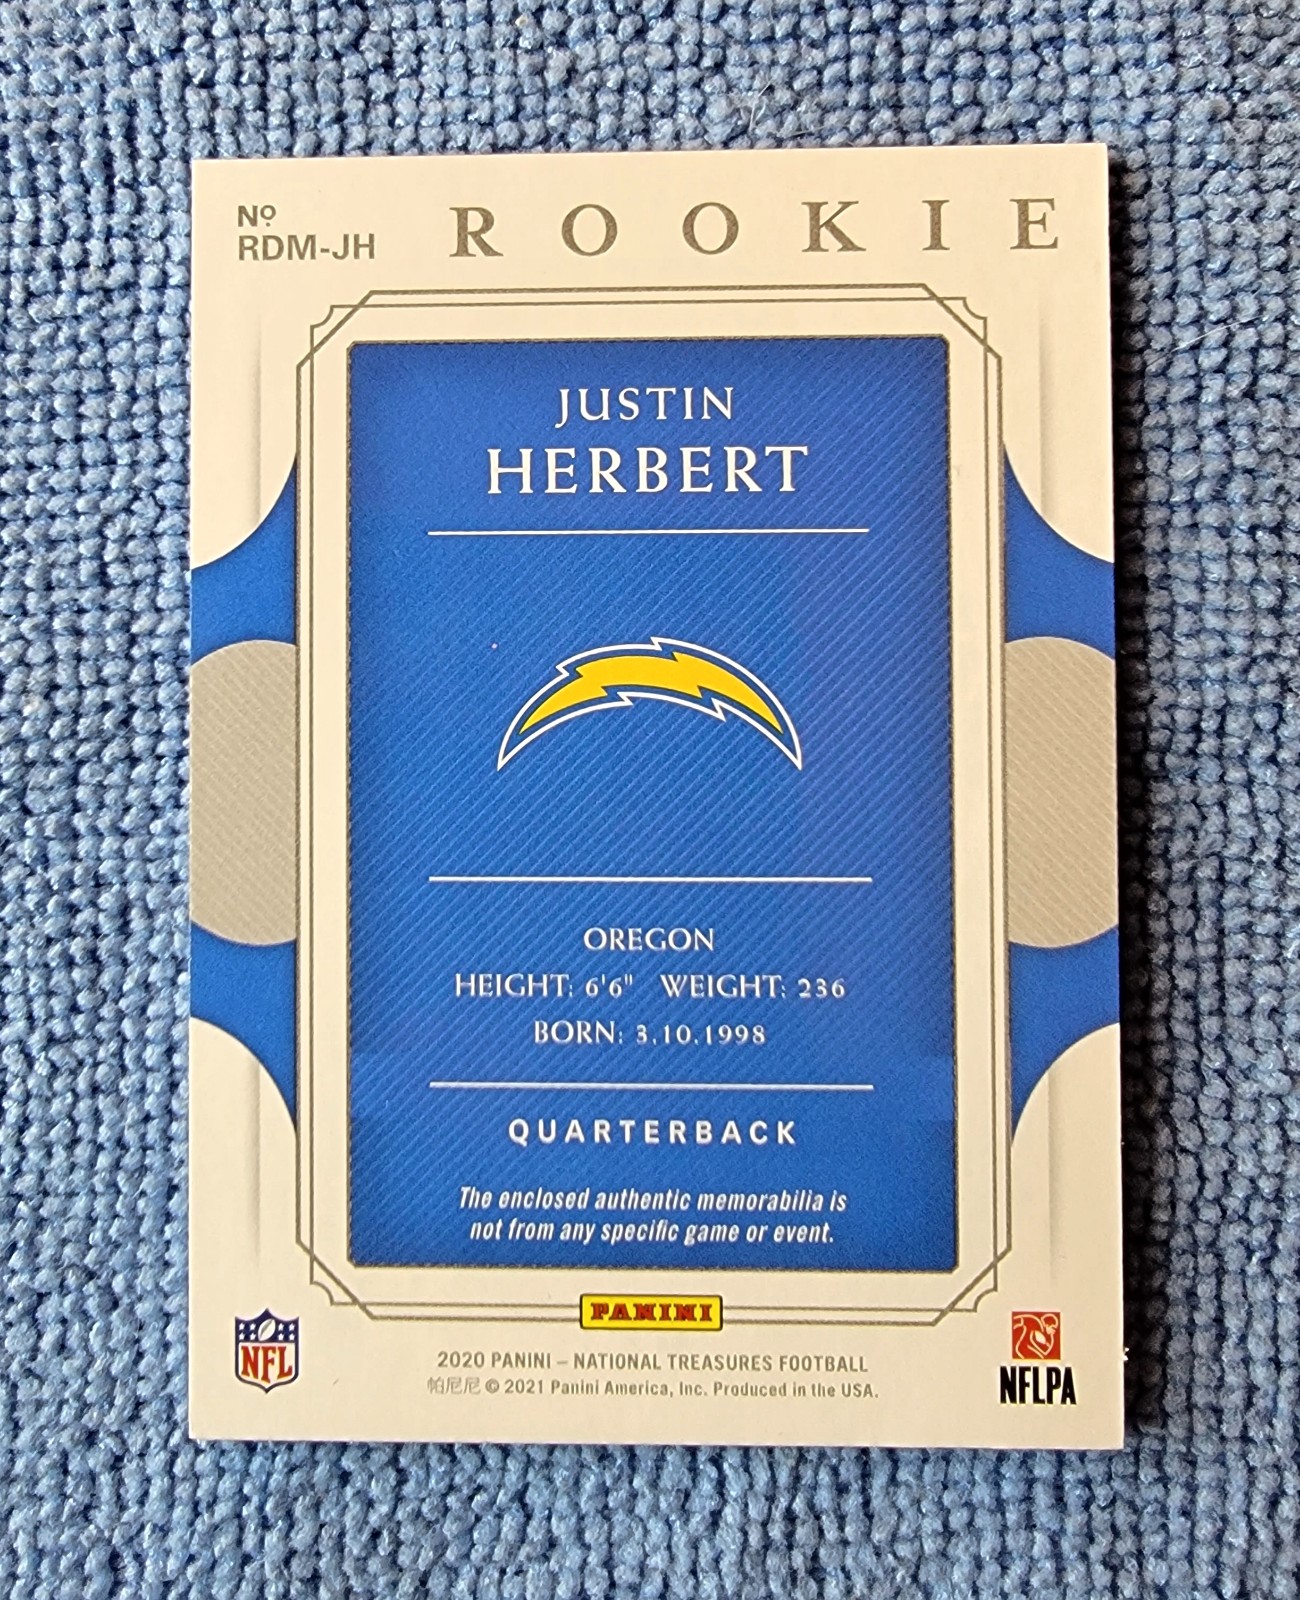 Nº
RDM-JH
ROOKIE
JUSTIN
HERBERT
OREGON
HEIGHT: 6'6" WEIGHT: 236
BORN: 3.10.1998
QUARTERBACK
The enclosed authentic memorabilia is
not from any specific game or event.
PANINI
NFL
2020 PANINI – NATIONAL TREASURES FOOTBALL
帕尼尼 © 2021 Panini America, Inc. Produced in the USA.
NFLPA